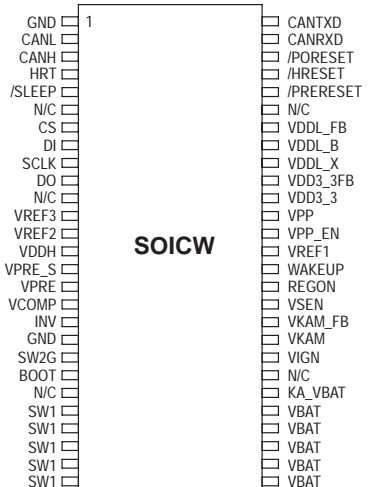 GND 1 CANTXD
CANL CANRXD
CANH /PORESET
HRT /HRESET
/SLEEP /PRERESET
N/C N/C
CS VDDL_FB
DI VDDL_B
SCLK VDDL_X
DO VDD3_3FB
N/C VDD3_3
VREF3 VPP
VREF2 VPP_EN
VDDH SOICW VREF1
VPRE_S WAKEUP
VPRE REGON
VCOMP VSEN
INV VKAM_FB
GND VKAM
SW2G VIGN
BOOT N/C
N/C KA_VBAT
SW1 VBAT
SW1 VBAT
SW1 VBAT
SW1 VBAT
SW1 VBAT